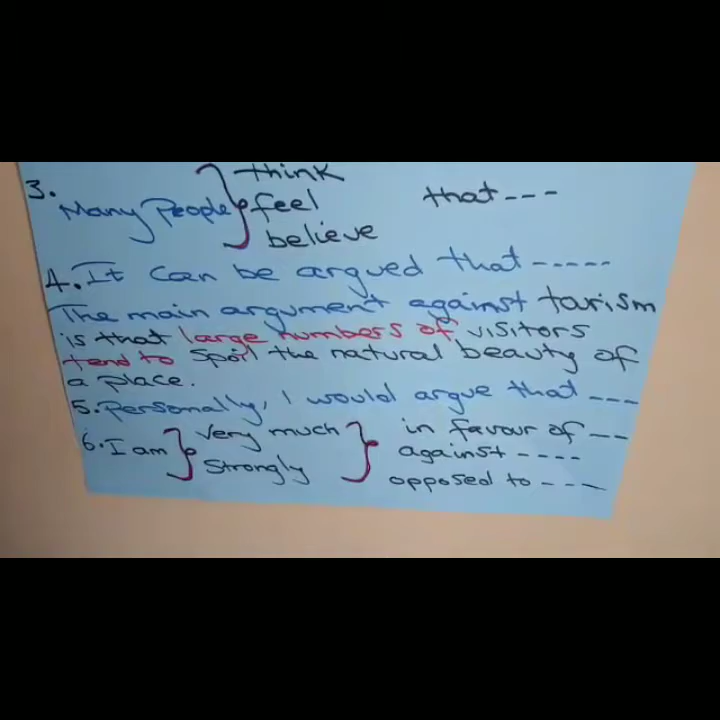 3. Many People } think
feel
believe
that---
4. It can be argued that -----
The main argument against tarism
is that large numbers of visitors
tend to spoil the natural beauty of
a place.
5. Personally, I would argue that ---
6. I am } very much } in favour of ---
strongly
against ----
opposed to ---